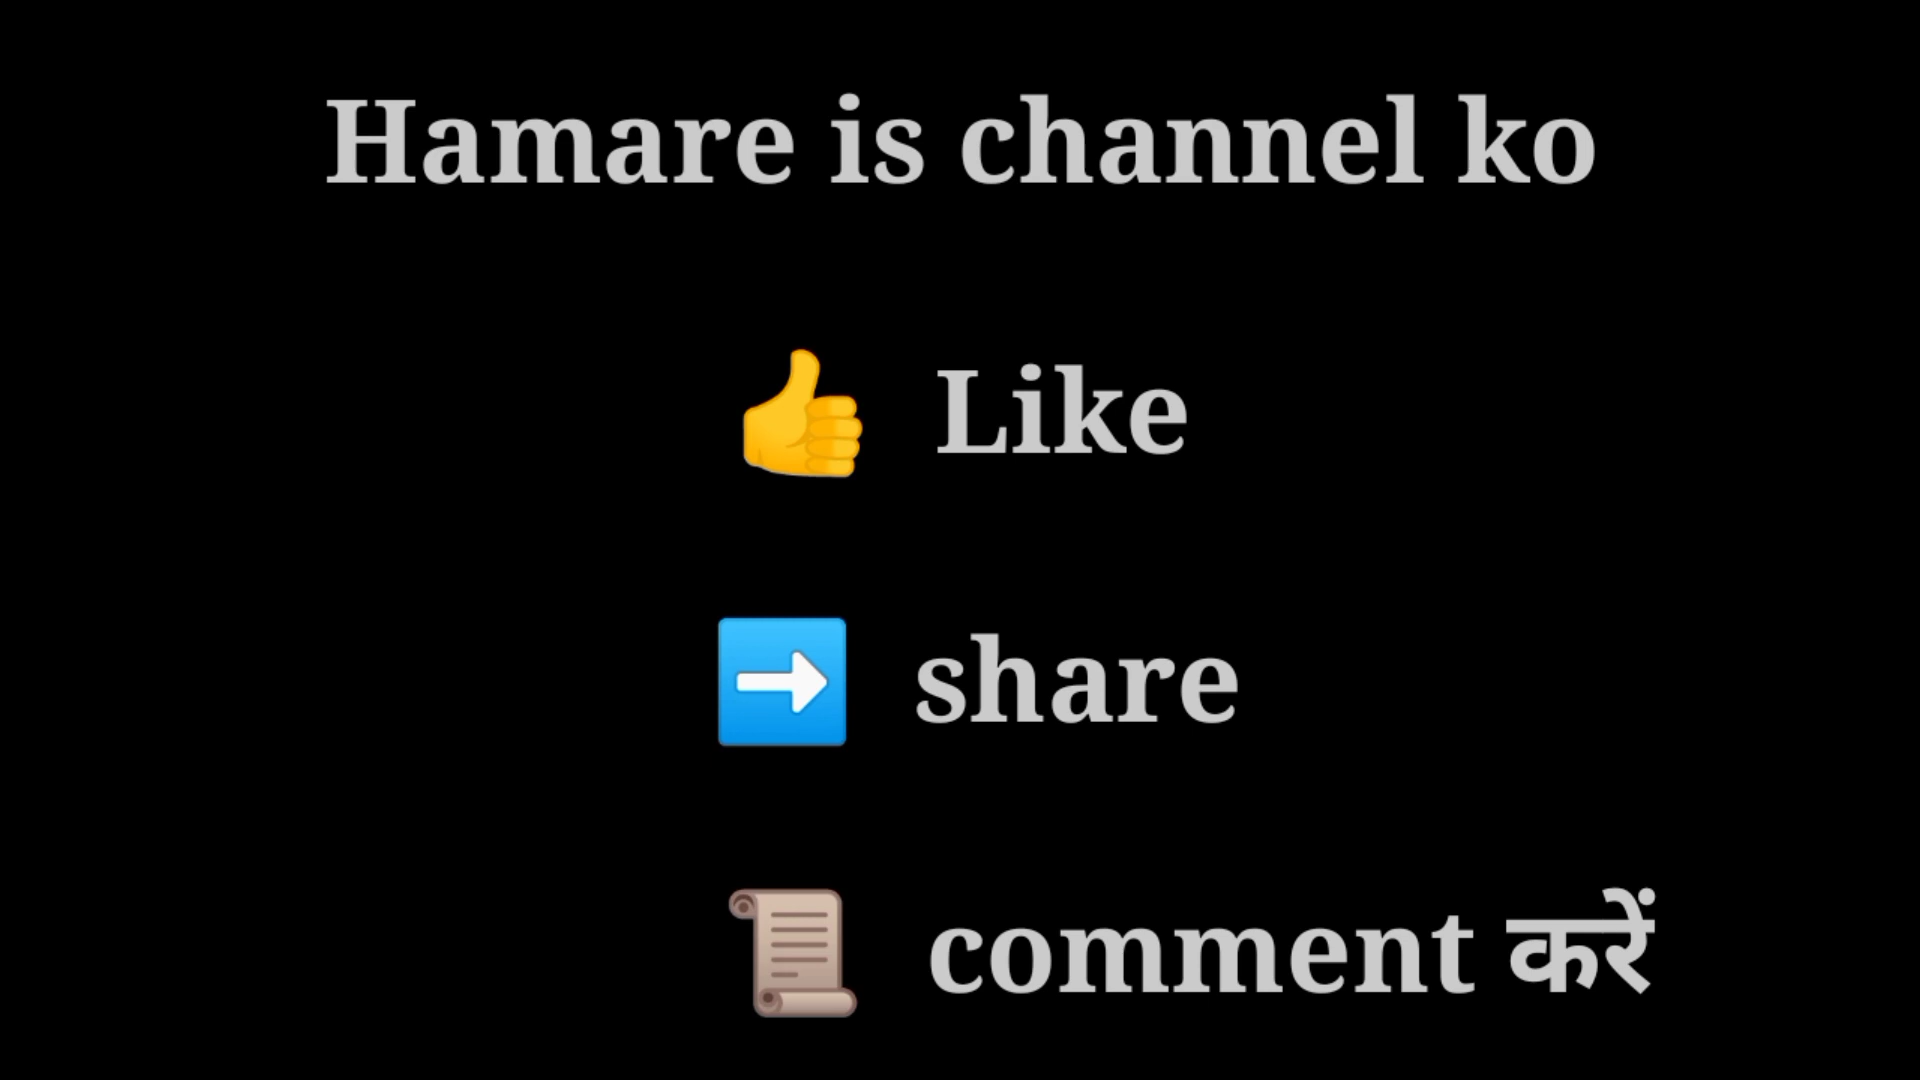 Hamare is channel ko
👍 Like
➡️ share
📜 comment करें